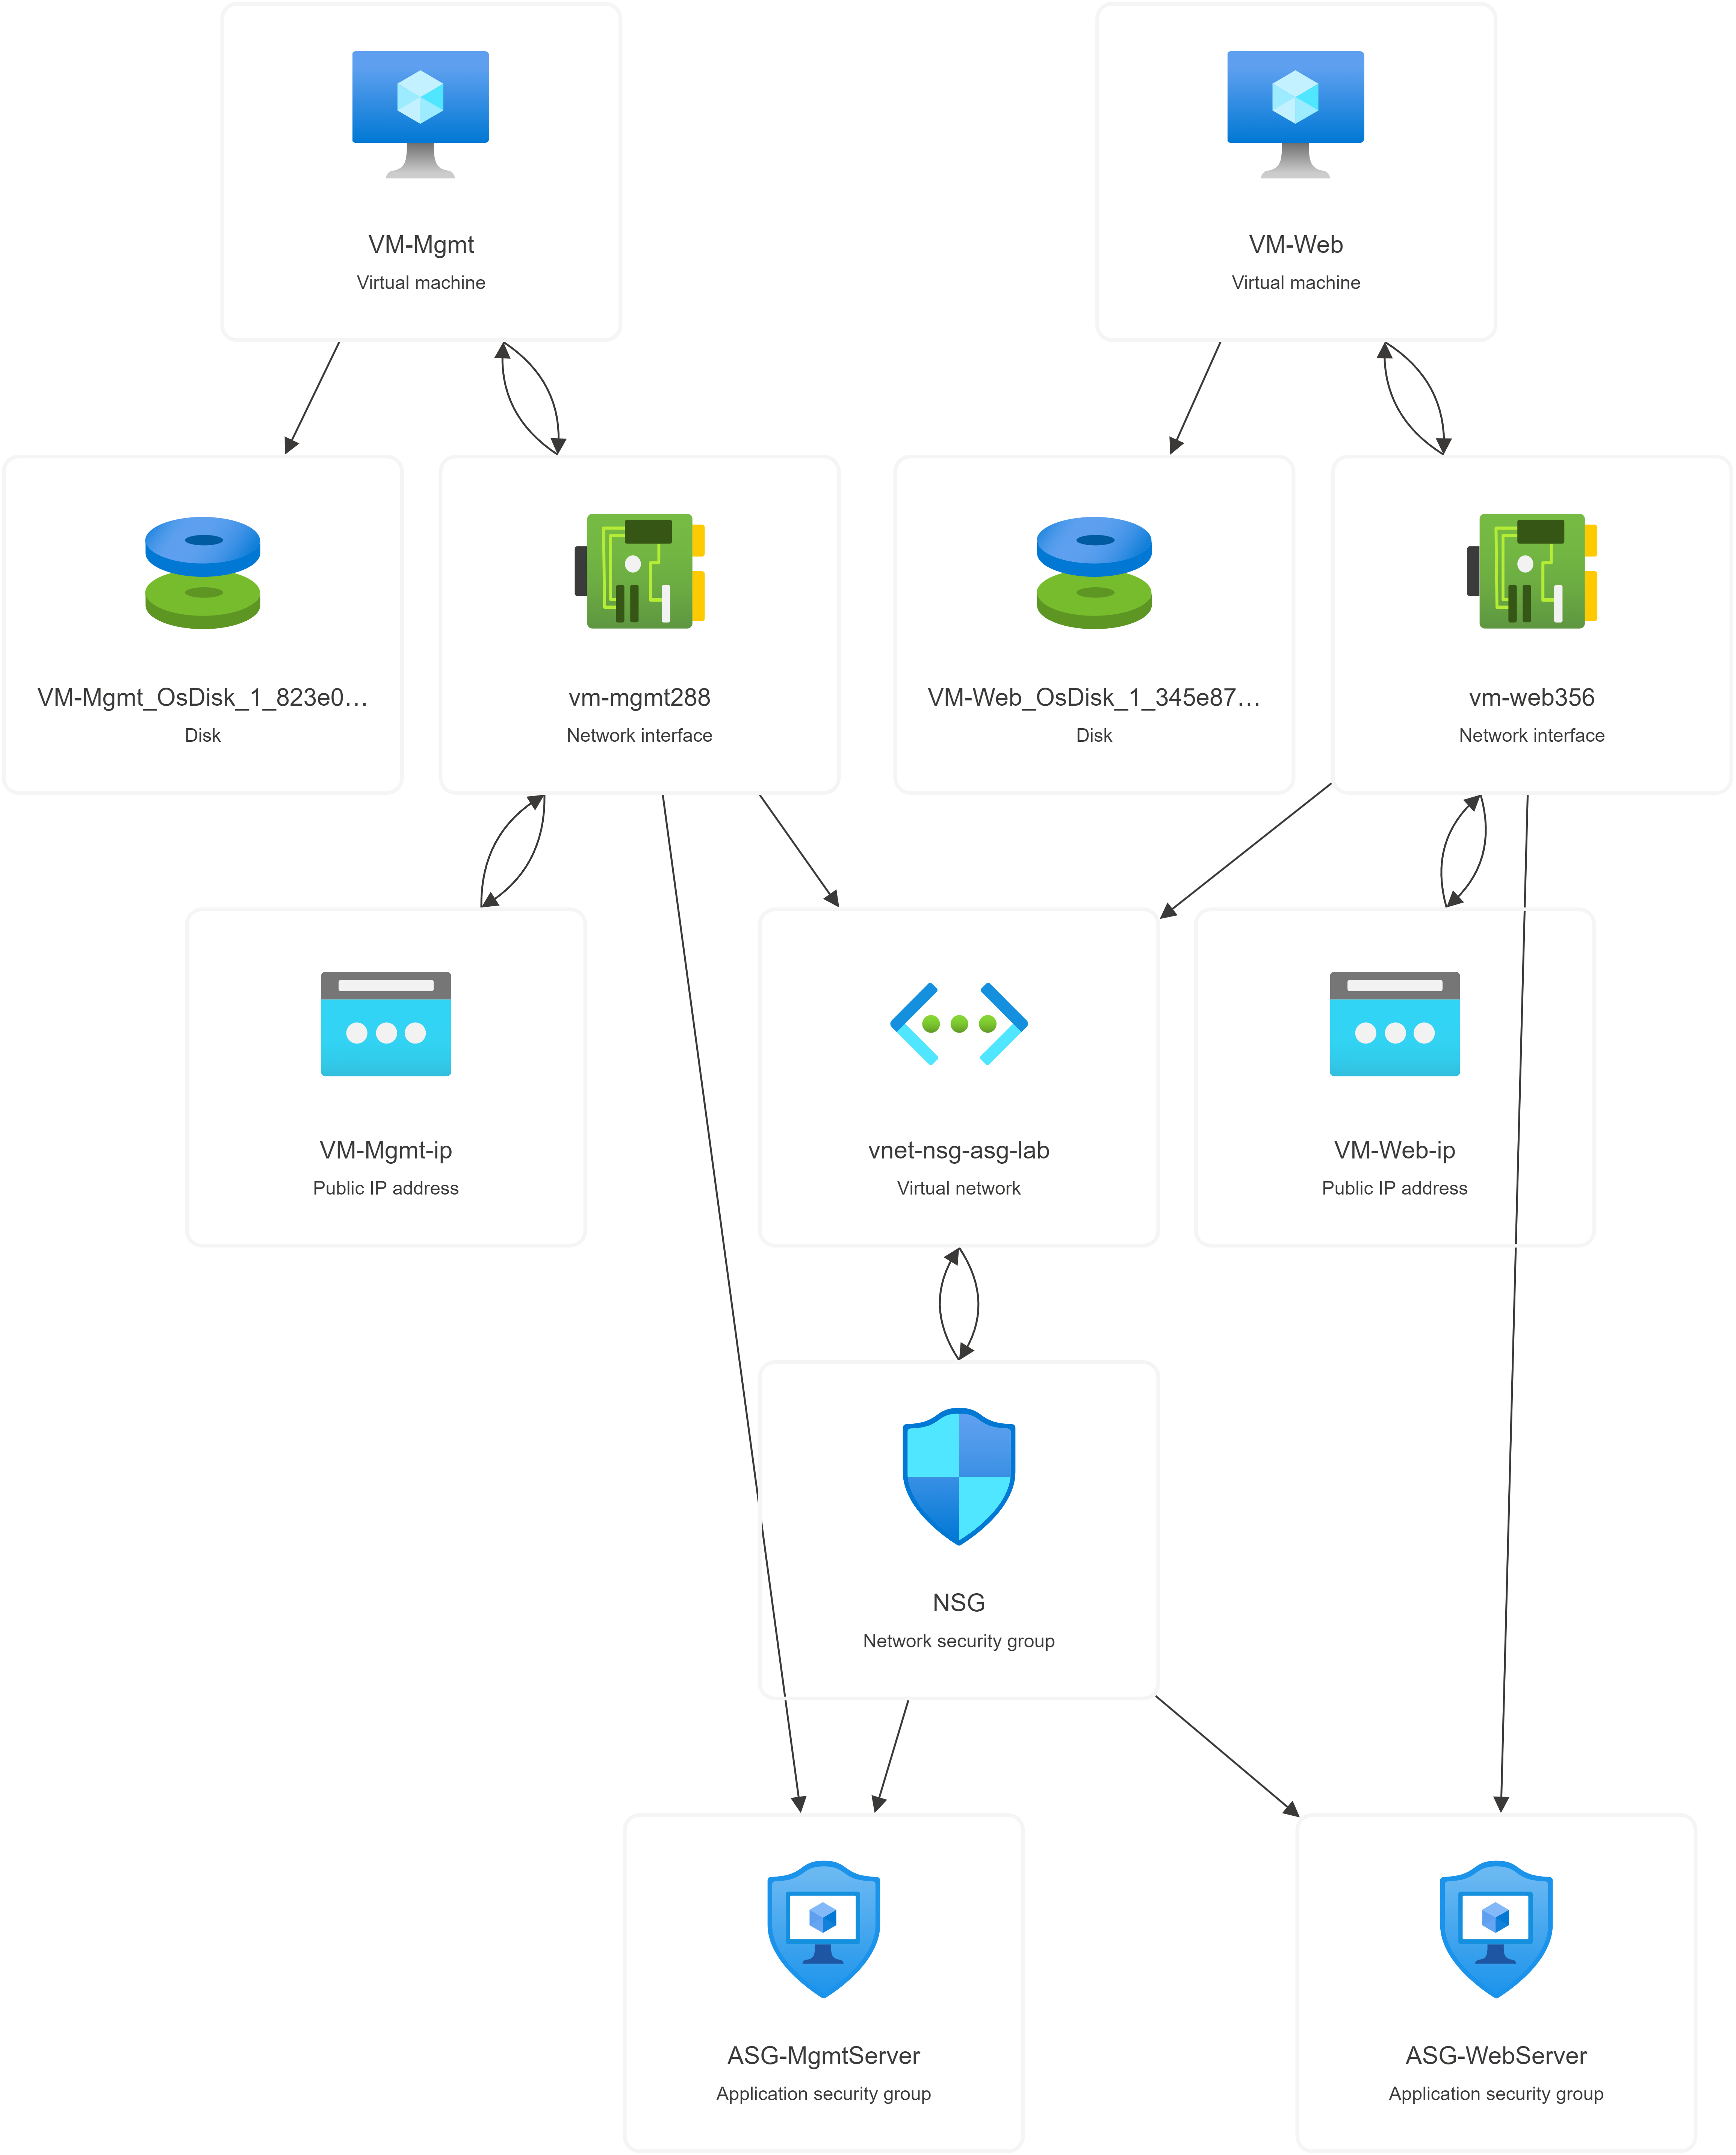 VM-Mgmt
Virtual machine
VM-Web
Virtual machine
VM-Mgmt_OsDisk_1_823e0…
Disk
vm-mgmt288
Network interface
VM-Web_OsDisk_1_345e87…
Disk
vm-web356
Network interface
VM-Mgmt-ip
Public IP address
vnet-nsg-asg-lab
Virtual network
VM-Web-ip
Public IP address
NSG
Network security group
ASG-MgmtServer
Application security group
ASG-WebServer
Application security group